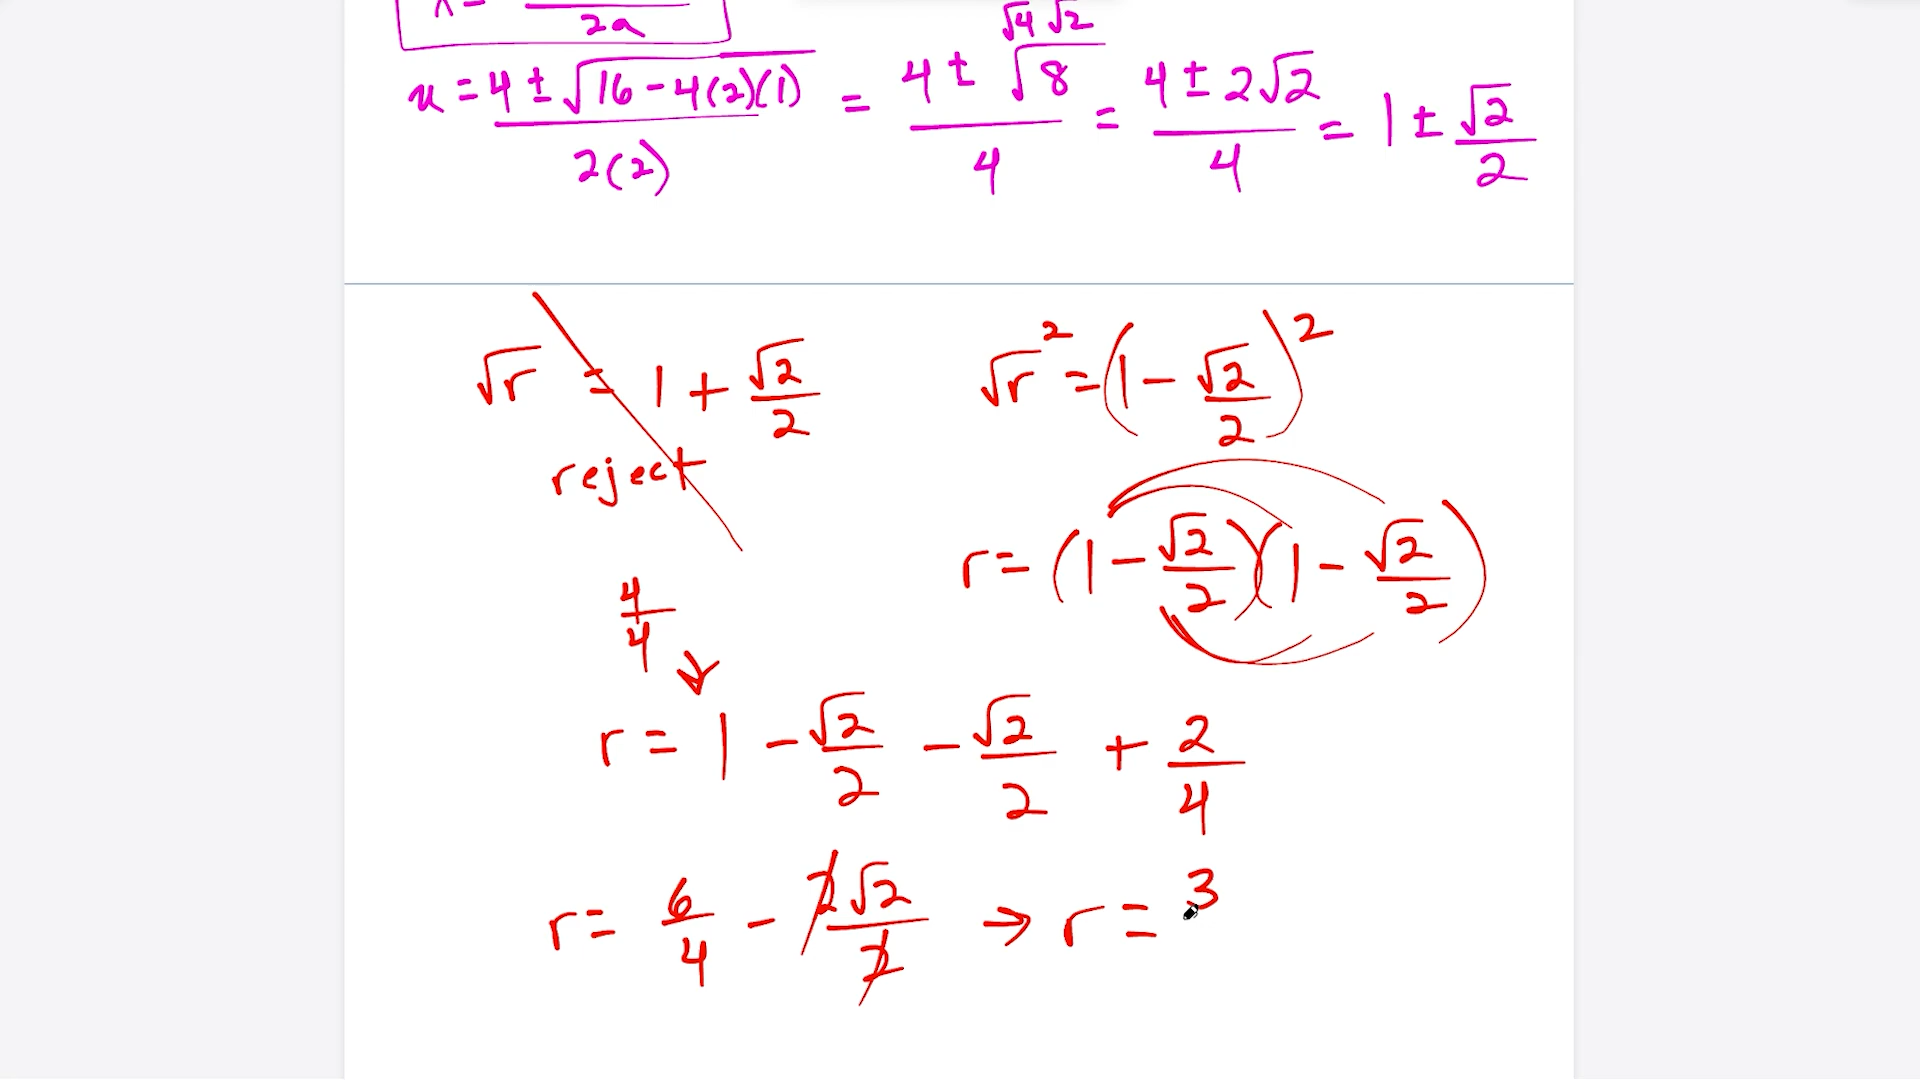 2a
√4 √2
u = 4 ± √16 - 4(2)(1) / 2(2) = 4 ± √8 / 4 = 4 ± 2√2 / 4 = 1 ± √2 / 2
√r = 1 + √2 / 2
√r² = (1 - √2 / 2)²
reject
r = (1 - √2 / 2)(1 - √2 / 2)
4 / 4
↓
r = 1 - √2 / 2 - √2 / 2 + 2 / 4
r = 6 / 4 - 2√2 / 2 → r = 3